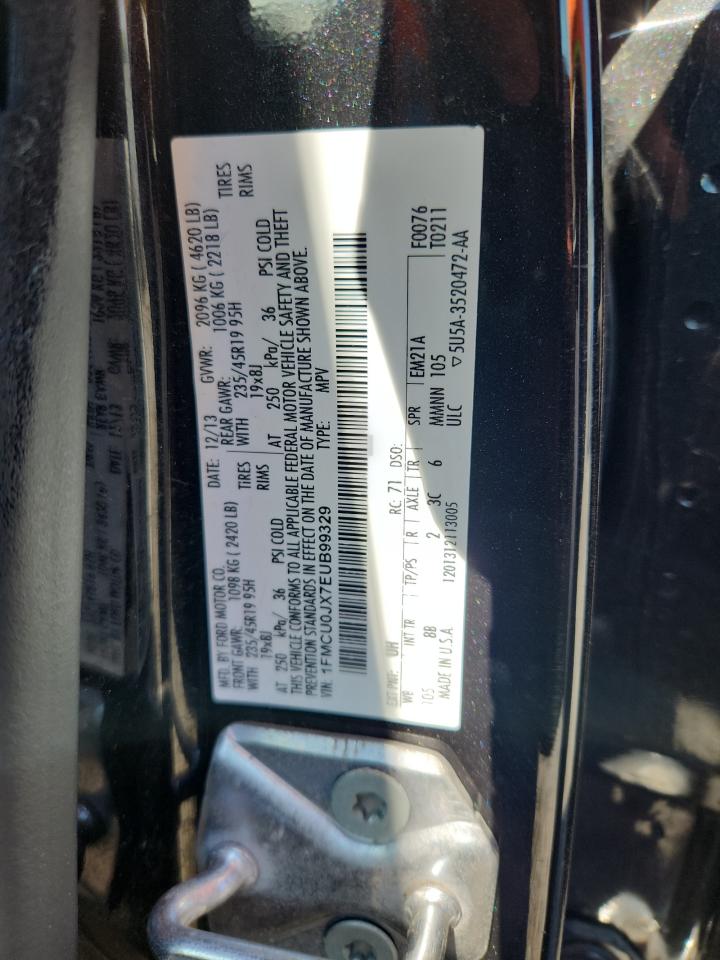 MFD. BY FORD MOTOR CO.
DATE: 12/13 GVWR: 2096 KG ( 4620 LB)
FRONT GAWR: 1098 KG ( 2420 LB)
REAR GAWR: 1006 KG ( 2218 LB)
WITH 235/45R19 95H TIRES
WITH 235/45R19 95H TIRES
19x8J RIMS
19x8J RIMS
AT 250 kPa/ 36 PSI COLD
AT 250 kPa/ 36 PSI COLD
THIS VEHICLE CONFORMS TO ALL APPLICABLE FEDERAL MOTOR VEHICLE SAFETY AND THEFT
PREVENTION STANDARDS IN EFFECT ON THE DATE OF MANUFACTURE SHOWN ABOVE.
VIN: 1FMCU0JX7EUB99329 TYPE: MPV
EXT PNT: UH RC: 71 DSO:
WB INT TR TP/PS R AXLE TR SPR EM21A F0076
105 8B 2 3C 6 MMNN 105 T0211
MADE IN U.S.A. 1201312113005 ULC ▽5U5A-3520472-AA